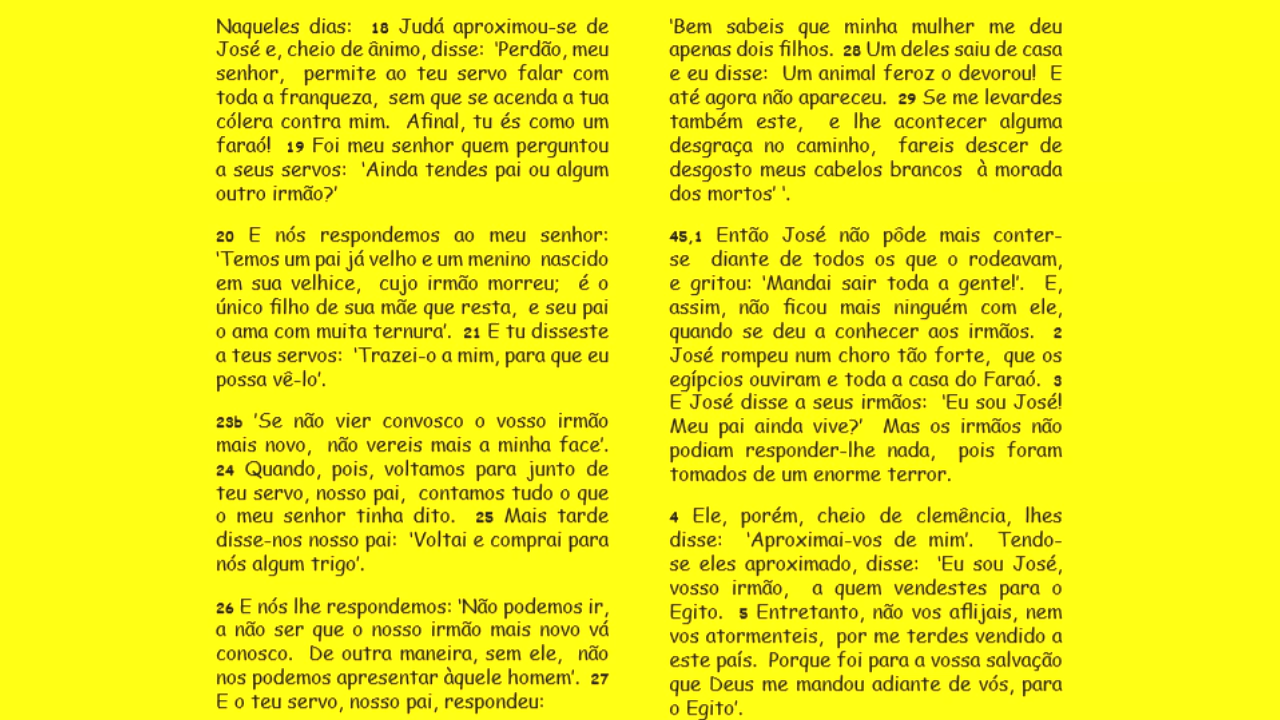 Naqueles dias: 18 Judá aproximou-se de
José e, cheio de ânimo, disse: 'Perdão, meu
senhor, permite ao teu servo falar com
toda a franqueza, sem que se acenda a tua
cólera contra mim. Afinal, tu és como um
faraó! 19 Foi meu senhor quem perguntou
a seus servos: 'Ainda tendes pai ou algum
outro irmão?'
20 E nós respondemos ao meu senhor:
'Temos um pai já velho e um menino nascido
em sua velhice, cujo irmão morreu; é o
único filho de sua mãe que resta, e seu pai
o ama com muita ternura'. 21 E tu disseste
a teus servos: 'Trazei-o a mim, para que eu
possa vê-lo'.
23b 'Se não vier convosco o vosso irmão
mais novo, não vereis mais a minha face'.
24 Quando, pois, voltamos para junto de
teu servo, nosso pai, contamos tudo o que
o meu senhor tinha dito. 25 Mais tarde
disse-nos nosso pai: 'Voltai e comprai para
nós algum trigo'.
26 E nós lhe respondemos: 'Não podemos ir,
a não ser que o nosso irmão mais novo vá
conosco. De outra maneira, sem ele, não
nos podemos apresentar àquele homem'. 27
E o teu servo, nosso pai, respondeu:
'Bem sabeis que minha mulher me deu
apenas dois filhos. 28 Um deles saiu de casa
e eu disse: Um animal feroz o devorou! E
até agora não apareceu. 29 Se me levardes
também este, e lhe acontecer alguma
desgraça no caminho, fareis descer de
desgosto meus cabelos brancos à morada
dos mortos' '.
45,1 Então José não pôde mais conter-
se diante de todos os que o rodeavam,
e gritou: 'Mandai sair toda a gente!'. E,
assim, não ficou mais ninguém com ele,
quando se deu a conhecer aos irmãos. 2
José rompeu num choro tão forte, que os
egípcios ouviram e toda a casa do Faraó. 3
E José disse a seus irmãos: 'Eu sou José!
Meu pai ainda vive?' Mas os irmãos não
podiam responder-lhe nada, pois foram
tomados de um enorme terror.
4 Ele, porém, cheio de clemência, lhes
disse: 'Aproximai-vos de mim'. Tendo-
se eles aproximado, disse: 'Eu sou José,
vosso irmão, a quem vendestes para o
Egito. 5 Entretanto, não vos aflijais, nem
vos atormenteis, por me terdes vendido a
este país. Porque foi para a vossa salvação
que Deus me mandou adiante de vós, para
o Egito'.